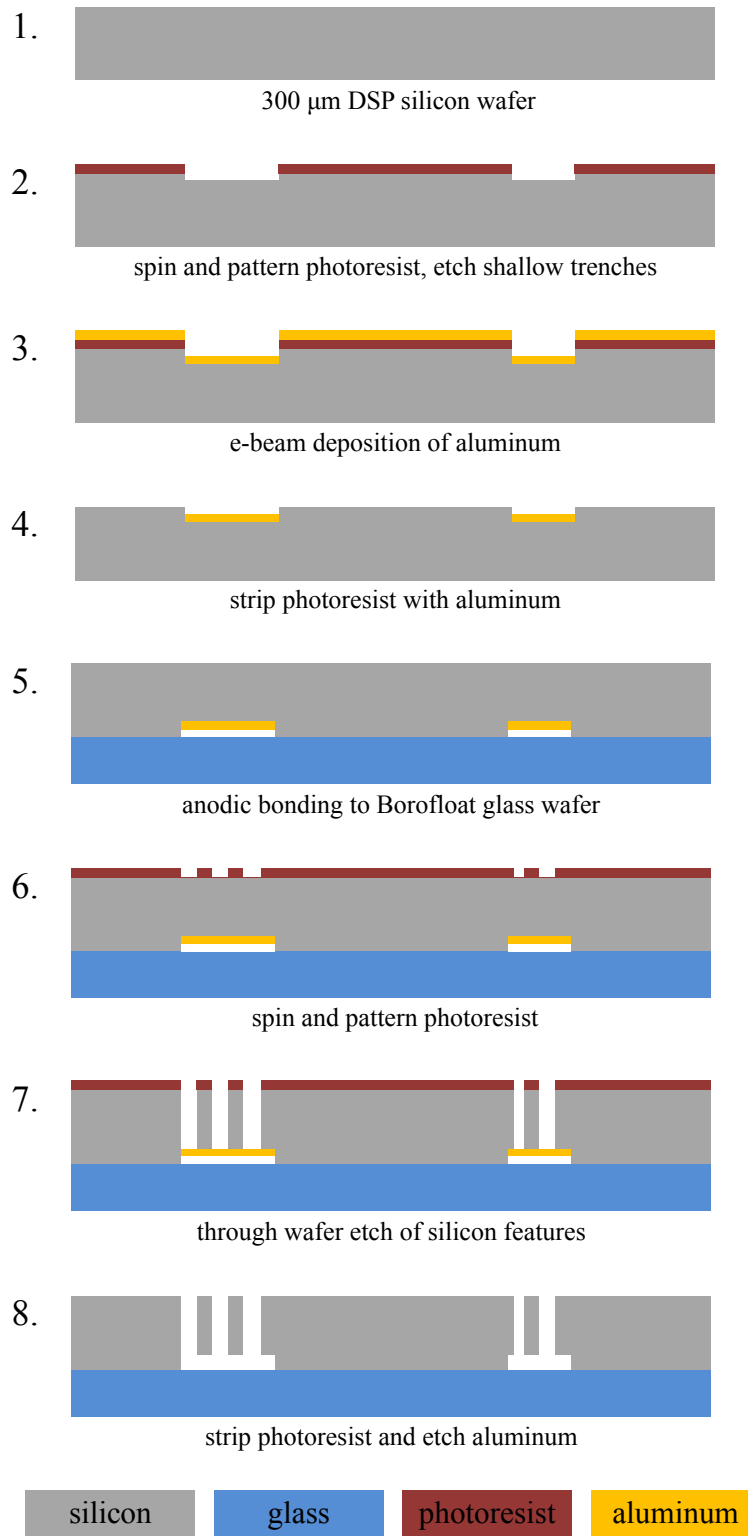 1.
300 μm DSP silicon wafer
2.
spin and pattern photoresist, etch shallow trenches
3.
e-beam deposition of aluminum
4.
strip photoresist with aluminum
5.
anodic bonding to Borofloat glass wafer
6.
spin and pattern photoresist
7.
through wafer etch of silicon features
8.
strip photoresist and etch aluminum
silicon glass photoresist aluminum